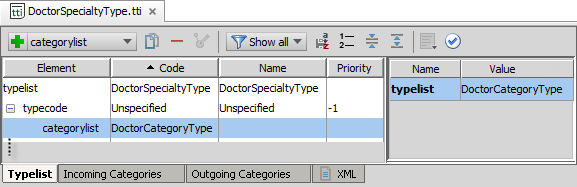 tti DoctorSpecialtyType.tti
categorylist Show all
Element Code Name Priority
typelist DoctorSpecialtyType DoctorSpecialtyType
typecode Unspecified Unspecified -1
categorylist DoctorCategoryType
Name Value
typelist DoctorCategoryType
Typelist Incoming Categories Outgoing Categories XML